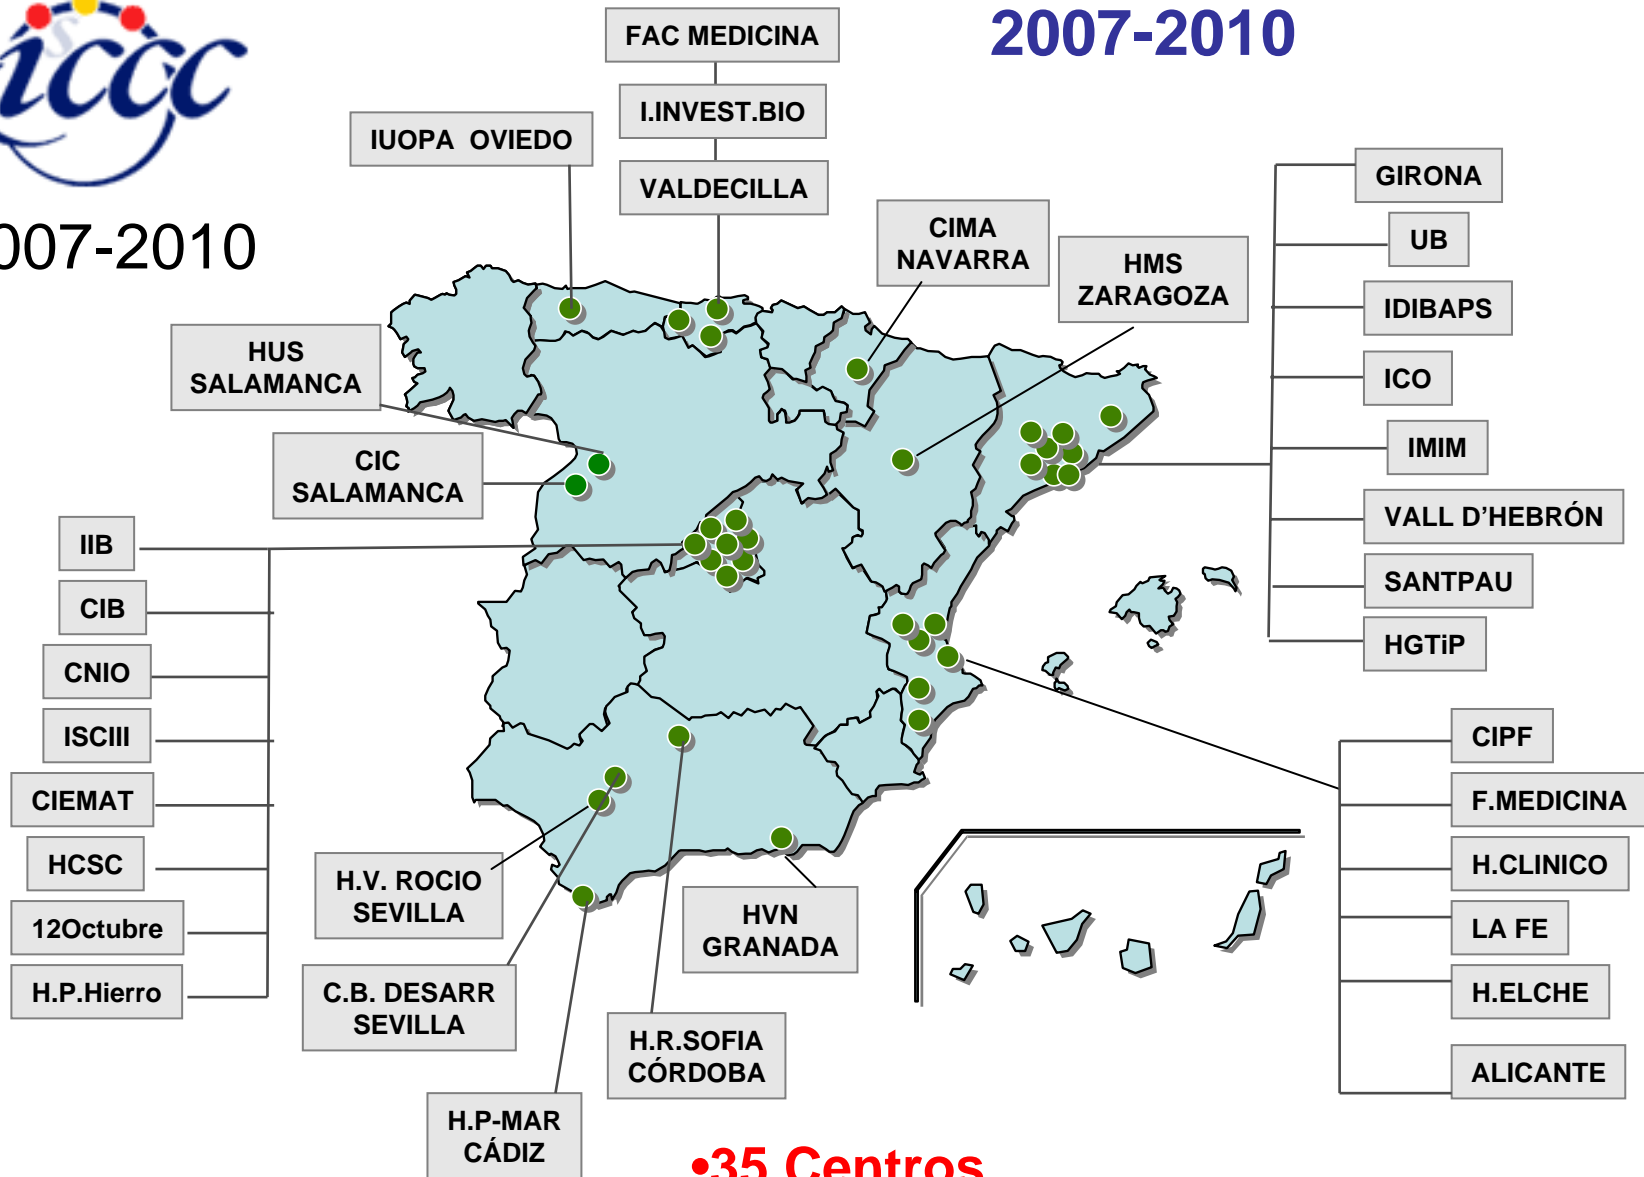 iccc
2007-2010
007-2010
FAC MEDICINA
I.INVEST.BIO
VALDECILLA
IUOPA OVIEDO
CIMA
NAVARRA
HMS
ZARAGOZA
HUS
SALAMANCA
CIC
SALAMANCA
GIRONA
UB
IDIBAPS
ICO
IMIM
VALL D’HEBRÓN
SANTPAU
HGTiP
IIB
CIB
CNIO
ISCIII
CIEMAT
HCSC
12Octubre
H.P.Hierro
CIPF
F.MEDICINA
H.CLINICO
LA FE
H.ELCHE
ALICANTE
H.V. ROCIO
SEVILLA
C.B. DESARR
SEVILLA
H.P-MAR
CÁDIZ
H.R.SOFIA
CÓRDOBA
HVN
GRANADA
•35 Centros